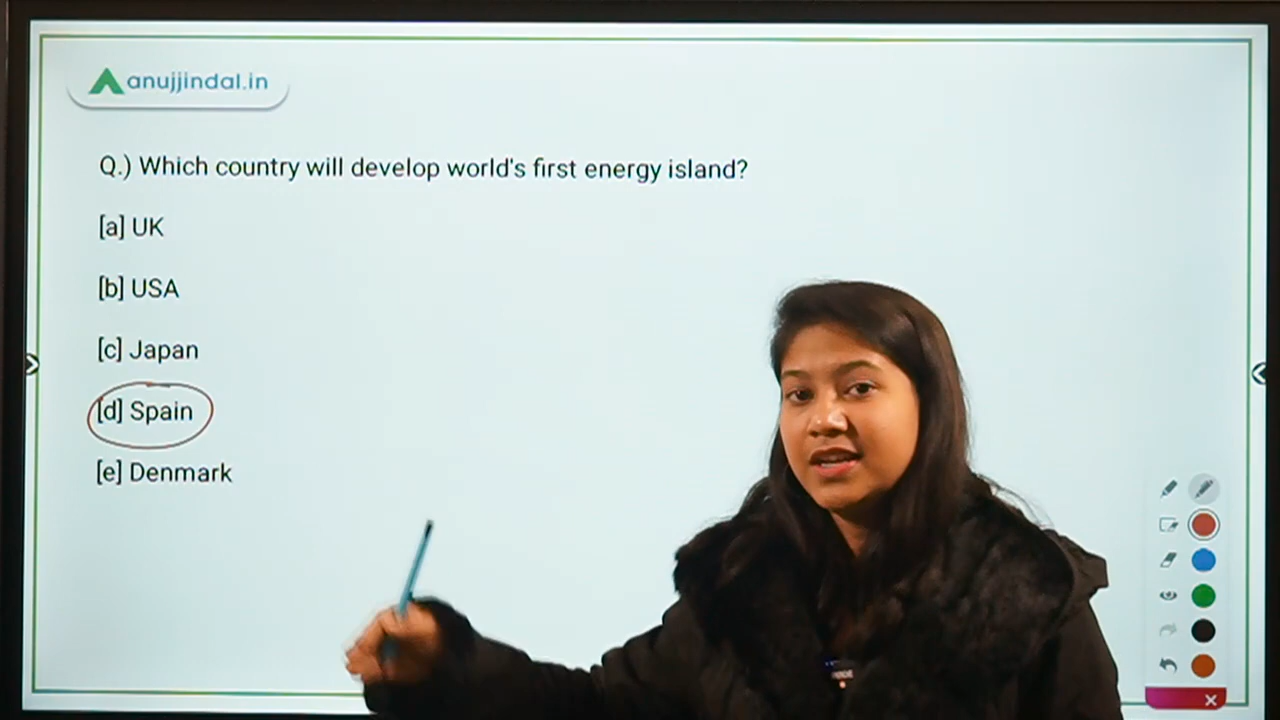 anujjindal.in
Q.) Which country will develop world's first energy island?
[a] UK
[b] USA
[c] Japan
[d] Spain
[e] Denmark